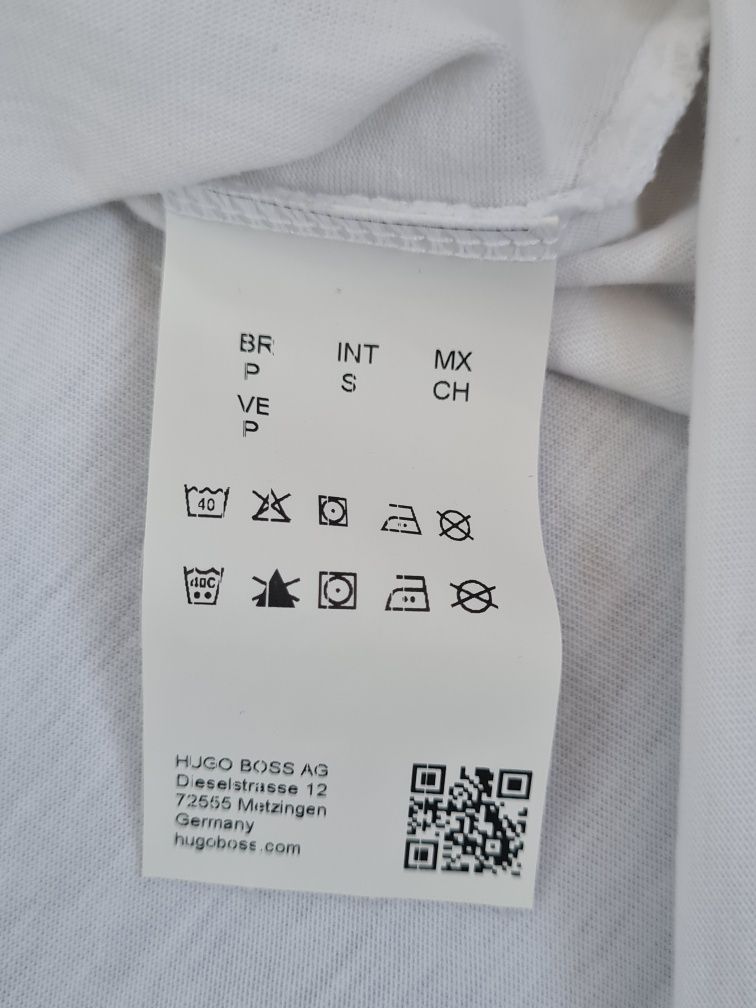 BR INT MX
P S CH
VE
P
40
40C
HUGO BOSS AG
Dieselstrasse 12
72555 Metzingen
Germany
hugoboss.com